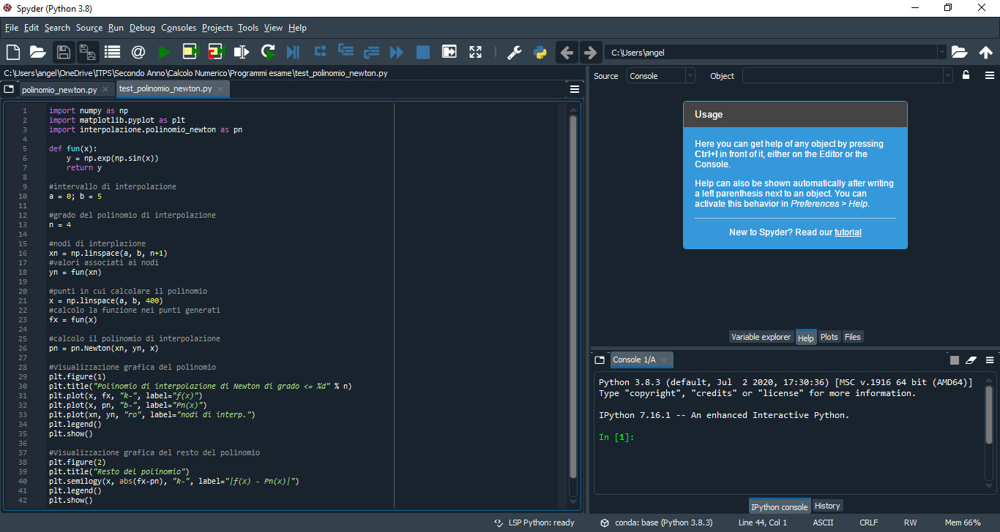 Spyder (Python 3.8)
File Edit Search Source Run Debug Consoles Projects Tools View Help
C:\Users\angel
C:\Users\angel\OneDrive\ITPS\Secondo Anno\Calcolo Numerico\Programmi esame\test_polinomio_newton.py
polinomio_newton.py
test_polinomio_newton.py
1 import numpy as np
2 import matplotlib.pyplot as plt
3 import interpolazione.polinomio_newton as pn
4
5 def fun(x):
6 y = np.exp(np.sin(x))
7 return y
8
9 #intervallo di interpolazione
10 a = 0; b = 5
11
12 #grado del polinomio di interpolazione
13 n = 4
14
15 #nodi di interplazione
16 xn = np.linspace(a, b, n+1)
17 #valori associati ai nodi
18 yn = fun(xn)
19
20 #punti in cui calcolare il polinomio
21 x = np.linspace(a, b, 400)
22 #calcolo la funzione nei punti generati
23 fx = fun(x)
24
25 #calcolo il polinomio di interpolazione
26 pn = pn.Newton(xn, yn, x)
27
28 #Visualizzazione grafica del polinomio
29 plt.figure(1)
30 plt.title("Polinomio di interpolazione di Newton di grado <= %d" % n)
31 plt.plot(x, fx, "k-", label="f(x)")
32 plt.plot(x, pn, "b-", label="Pn(x)")
33 plt.plot(xn, yn, "ro", label="nodi di interp.")
34 plt.legend()
35 plt.show()
36
37 #Visualizzazione grafica del resto del polinomio
38 plt.figure(2)
39 plt.title("Resto del polinomio")
40 plt.semilogy(x, abs(fx-pn), "k-", label="|f(x) - Pn(x)|")
41 plt.legend()
42 plt.show()
Source Console Object
Usage
Here you can get help of any object by pressing
Ctrl+I in front of it, either on the Editor or the
Console.
Help can also be shown automatically after writing
a left parenthesis next to an object. You can
activate this behavior in Preferences > Help.
New to Spyder? Read our tutorial
Variable explorer Help Plots Files
Console 1/A
Python 3.8.3 (default, Jul  2 2020, 17:30:36) [MSC v.1916 64 bit (AMD64)]
Type "copyright", "credits" or "license" for more information.
IPython 7.16.1 -- An enhanced Interactive Python.
In [1]:
IPython console History
LSP Python: ready conda: base (Python 3.8.3) Line 44, Col 1 ASCII CRLF RW Mem 66%